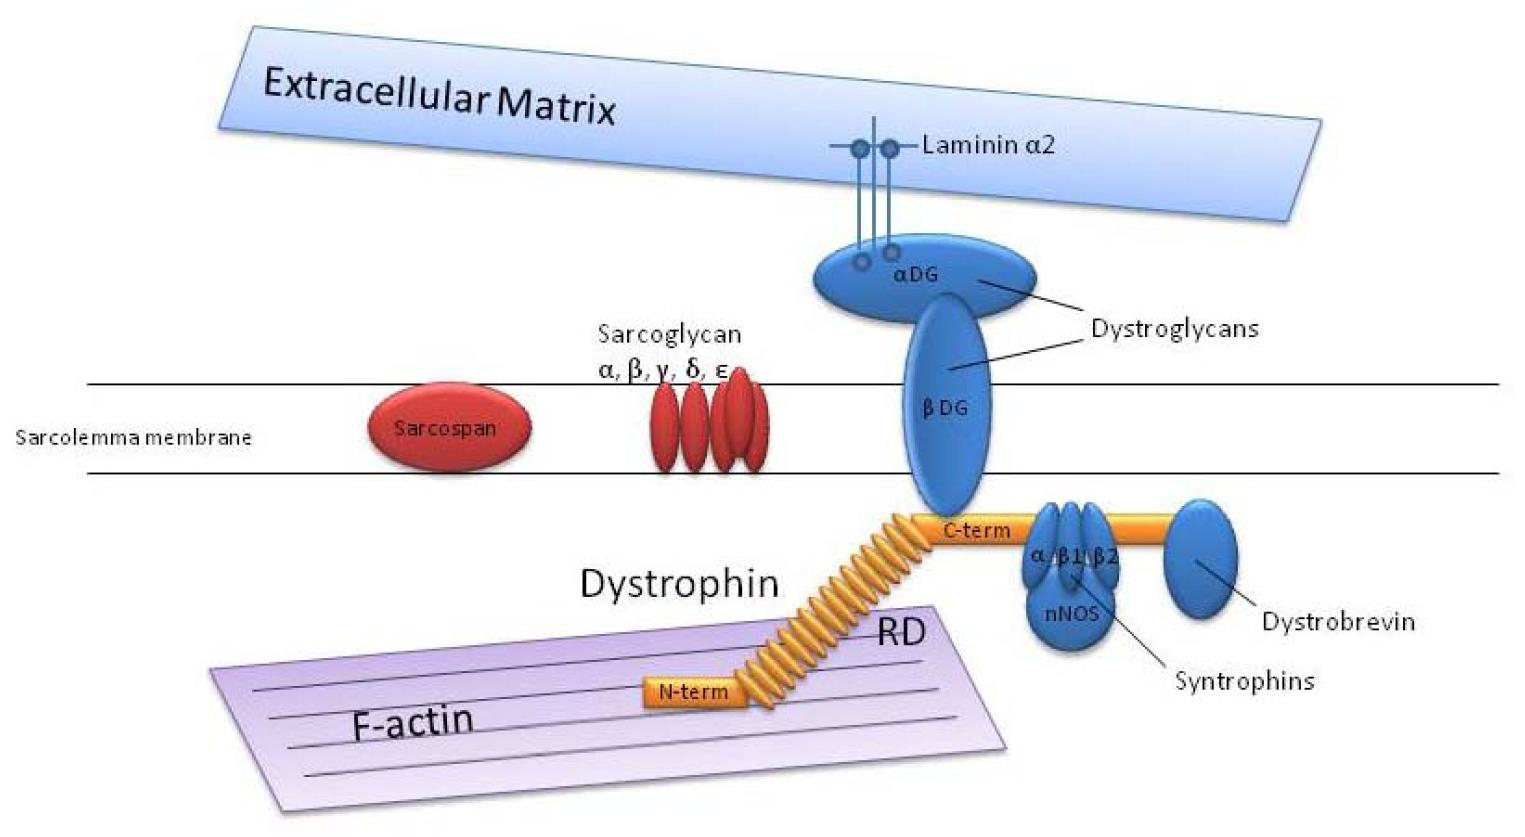 Extracellular Matrix
Laminin α2
αDG
Dystroglycans
Sarcoglycan
α, β, γ, δ, ε
β DG
Sarcospan
Sarcolemma membrane
C-term
α β1 β2
Dystrophin
nNOS
RD
Dystrobrevin
Syntrophins
N-term
F-actin